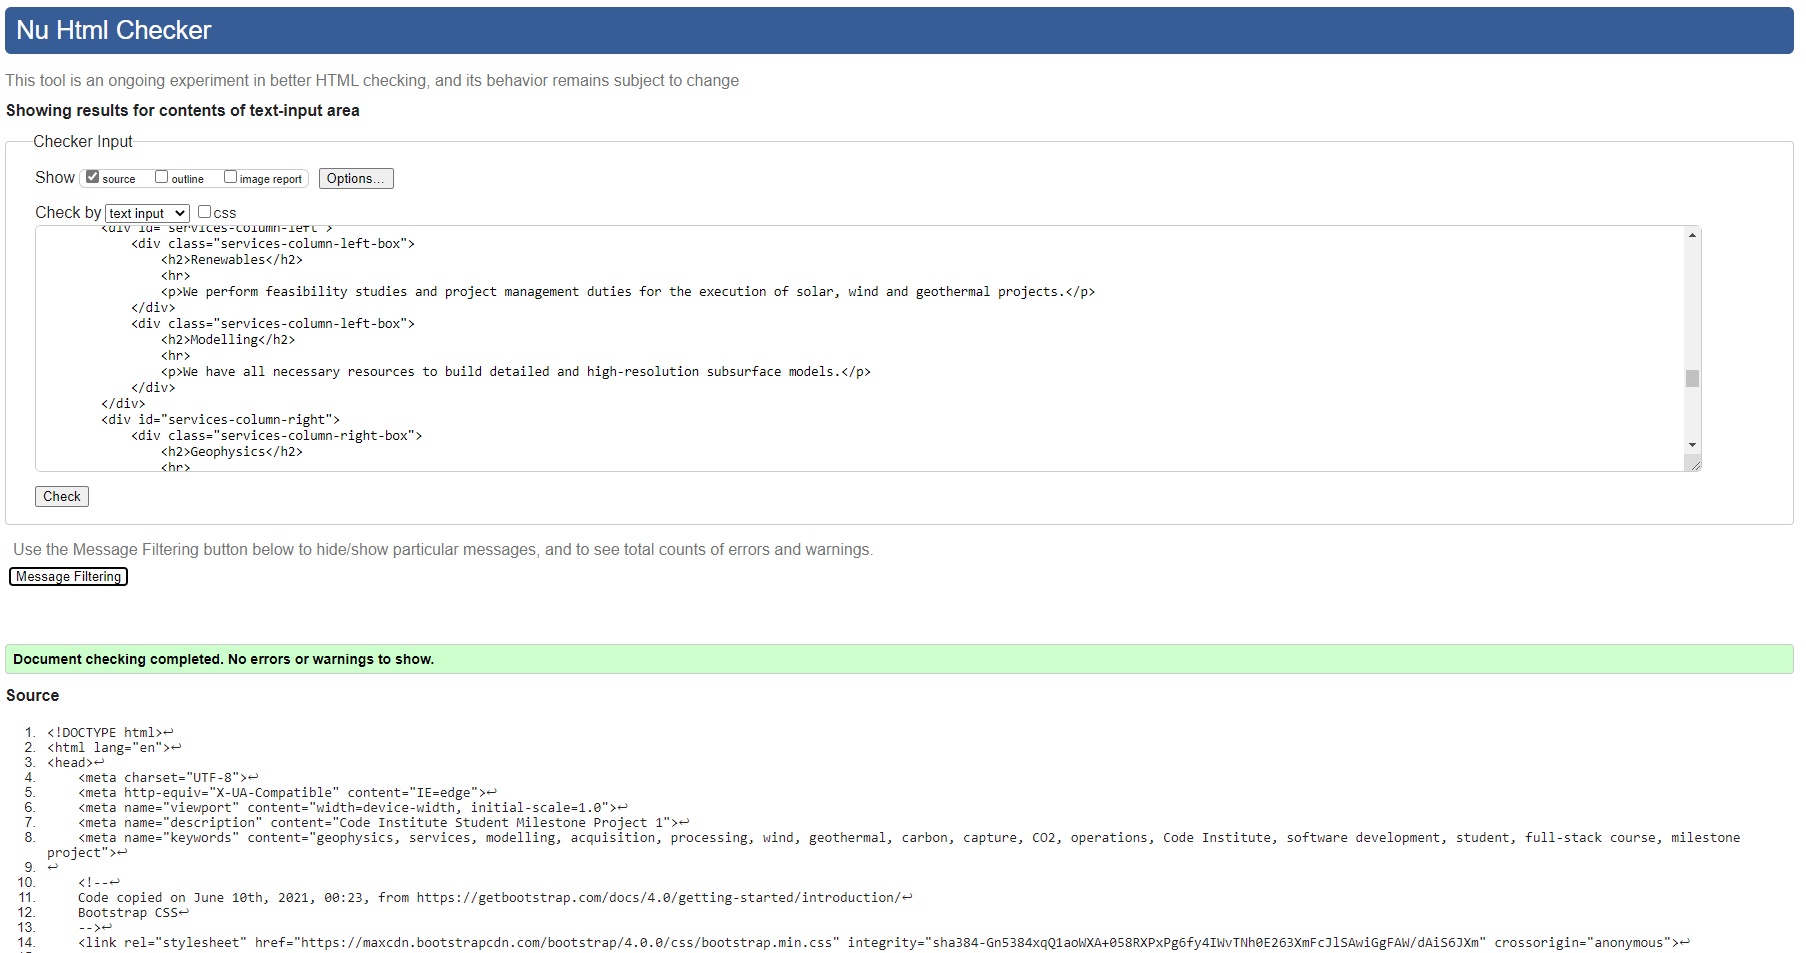 Nu Html Checker
This tool is an ongoing experiment in better HTML checking, and its behavior remains subject to change
Showing results for contents of text-input area
Checker Input
Show source outline image report Options...
Check by text input css
<div id="services-column-left">
<div class="services-column-left-box">
<h2>Renewables</h2>
<hr>
<p>We perform feasibility studies and project management duties for the execution of solar, wind and geothermal projects.</p>
</div>
<div class="services-column-left-box">
<h2>Modelling</h2>
<hr>
<p>We have all necessary resources to build detailed and high-resolution subsurface models.</p>
</div>
</div>
<div id="services-column-right">
<div class="services-column-right-box">
<h2>Geophysics</h2>
<hr>
Check
Use the Message Filtering button below to hide/show particular messages, and to see total counts of errors and warnings.
Message Filtering
Document checking completed. No errors or warnings to show.
Source
1. <!DOCTYPE html>↩
2. <html lang="en">↩
3. <head>↩
4. <meta charset="UTF-8">↩
5. <meta http-equiv="X-UA-Compatible" content="IE=edge">↩
6. <meta name="viewport" content="width=device-width, initial-scale=1.0">↩
7. <meta name="description" content="Code Institute Student Milestone Project 1">↩
8. <meta name="keywords" content="geophysics, services, modelling, acquisition, processing, wind, geothermal, carbon, capture, CO2, operations, Code Institute, software development, student, full-stack course, milestone
project">↩
9. ↩
10. <!--↩
11. Code copied on June 10th, 2021, 00:23, from https://getbootstrap.com/docs/4.0/getting-started/introduction/↩
12. Bootstrap CSS↩
13. -->↩
14. <link rel="stylesheet" href="https://maxcdn.bootstrapcdn.com/bootstrap/4.0.0/css/bootstrap.min.css" integrity="sha384-Gn5384xqQ1aoWXA+058RXPxPg6fy4IWvTNh0E263XmFcJlSAwiGgFAW/dAiS6JXm" crossorigin="anonymous">↩